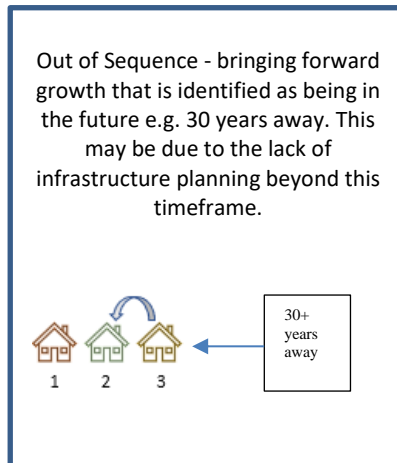 Out of Sequence - bringing forward
growth that is identified as being in
the future e.g. 30 years away. This
may be due to the lack of
infrastructure planning beyond this
timeframe.
30+
years
away
1 2 3